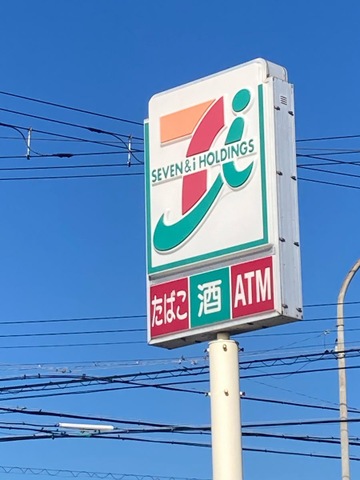 SEVEN & i HOLDINGS
たばこ 酒 ATM